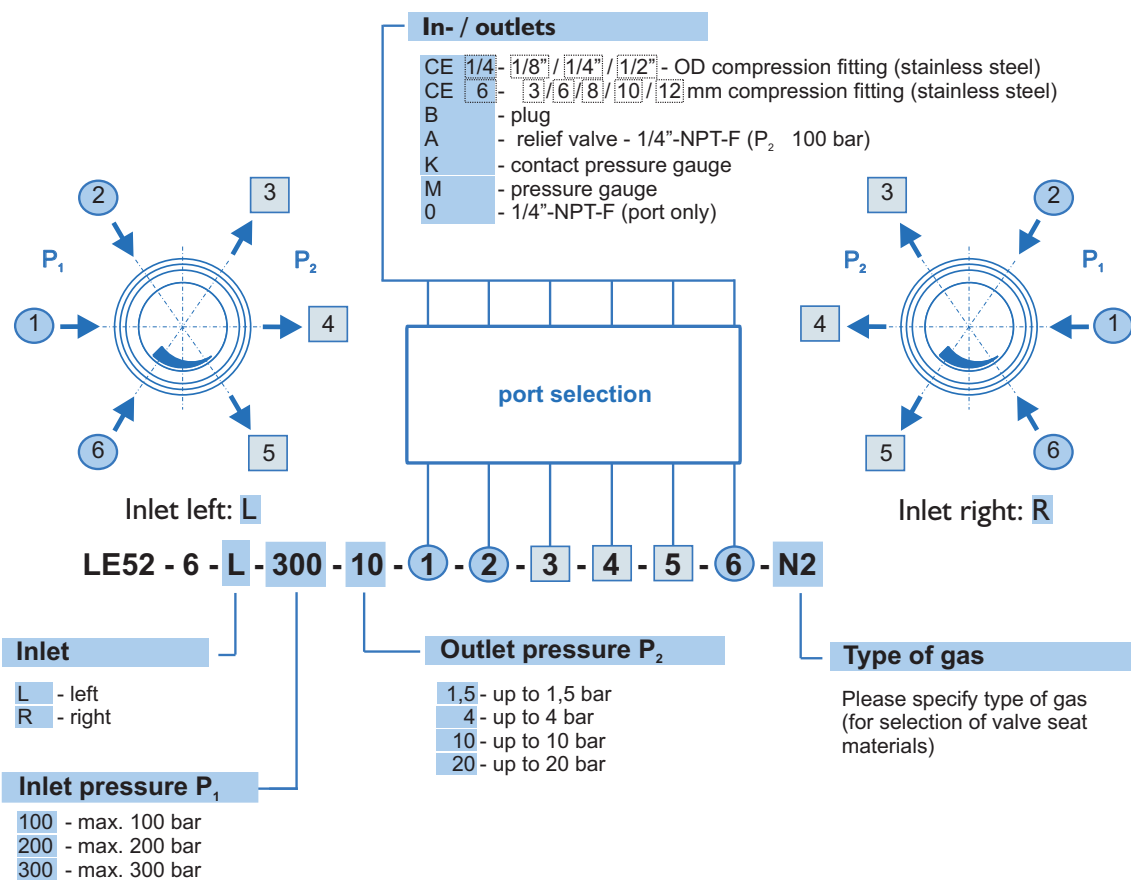 In- / outlets
CE 1/4 - 1/8” / 1/4” / 1/2” - OD compression fitting (stainless steel)
CE 6 - 3 / 6 / 8 / 10 / 12 mm compression fitting (stainless steel)
B - plug
A - relief valve - 1/4”-NPT-F (P2 100 bar)
K - contact pressure gauge
M - pressure gauge
0 - 1/4”-NPT-F (port only)
2 3
P1 P2
1 4
6 5
Inlet left: L
port selection
3 2
P2 P1
4 1
5 6
Inlet right: R
LE52 - 6 - L - 300 - 10 - 1 - 2 - 3 - 4 - 5 - 6 - N2
Inlet
L - left
R - right
Inlet pressure P1
100 - max. 100 bar
200 - max. 200 bar
300 - max. 300 bar
Outlet pressure P2
1,5 - up to 1,5 bar
4 - up to 4 bar
10 - up to 10 bar
20 - up to 20 bar
Type of gas
Please specify type of gas
(for selection of valve seat
materials)